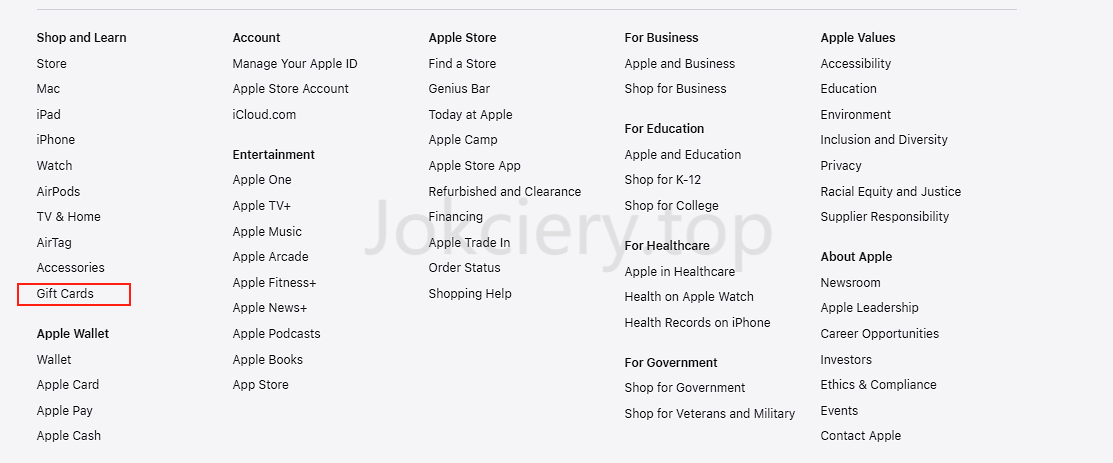 Shop and Learn
Store
Mac
iPad
iPhone
Watch
AirPods
TV & Home
AirTag
Accessories
Gift Cards
Apple Wallet
Wallet
Apple Card
Apple Pay
Apple Cash
Account
Manage Your Apple ID
Apple Store Account
iCloud.com
Entertainment
Apple One
Apple TV+
Apple Music
Apple Arcade
Apple Fitness+
Apple News+
Apple Podcasts
Apple Books
App Store
Apple Store
Find a Store
Genius Bar
Today at Apple
Apple Camp
Apple Store App
Refurbished and Clearance
Financing
Apple Trade In
Order Status
Shopping Help
For Business
Apple and Business
Shop for Business
For Education
Apple and Education
Shop for K-12
Shop for College
For Healthcare
Apple in Healthcare
Health on Apple Watch
Health Records on iPhone
For Government
Shop for Government
Shop for Veterans and Military
Apple Values
Accessibility
Education
Environment
Inclusion and Diversity
Privacy
Racial Equity and Justice
Supplier Responsibility
About Apple
Newsroom
Apple Leadership
Career Opportunities
Investors
Ethics & Compliance
Events
Contact Apple
Jokciery.top